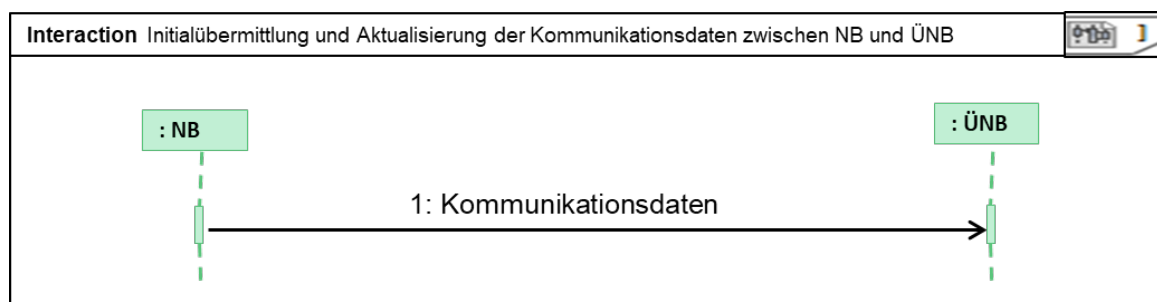 Interaction Initialübermittlung und Aktualisierung der Kommunikationsdaten zwischen NB und ÜNB
: NB
: ÜNB
1: Kommunikationsdaten